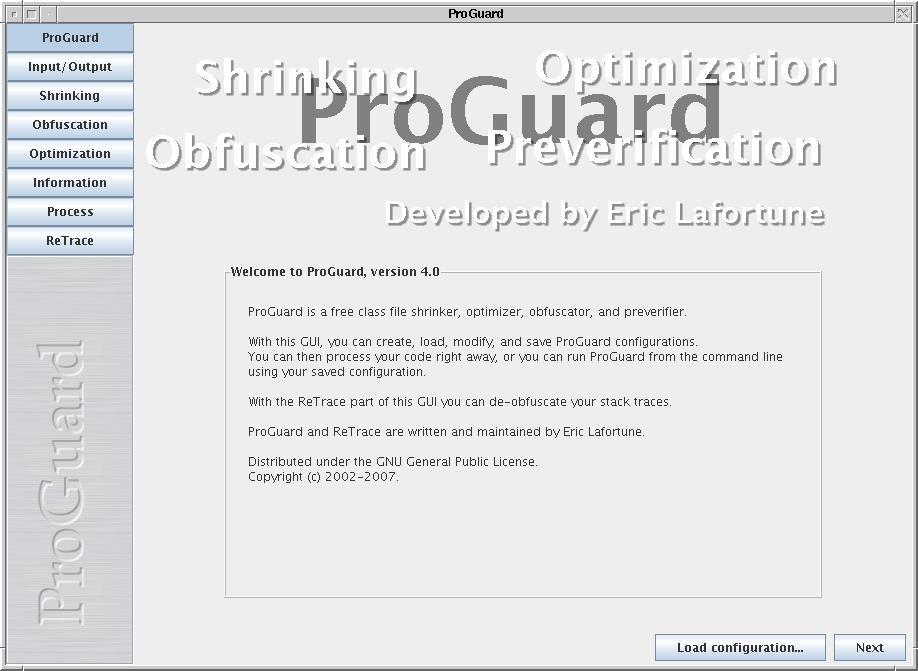 ProGuard
ProGuard
Input/Output
Shrinking
Obfuscation
Optimization
Information
Process
ReTrace
ProGuard
Shrinking
Optimization
ProGuard
Obfuscation
Preverification
Developed by Eric Lafortune
Welcome to ProGuard, version 4.0
ProGuard is a free class file shrinker, optimizer, obfuscator, and preverifier.
With this GUI, you can create, load, modify, and save ProGuard configurations.
You can then process your code right away, or you can run ProGuard from the command line
using your saved configuration.
With the ReTrace part of this GUI you can de-obfuscate your stack traces.
ProGuard and ReTrace are written and maintained by Eric Lafortune.
Distributed under the GNU General Public License.
Copyright (c) 2002-2007.
Load configuration...
Next